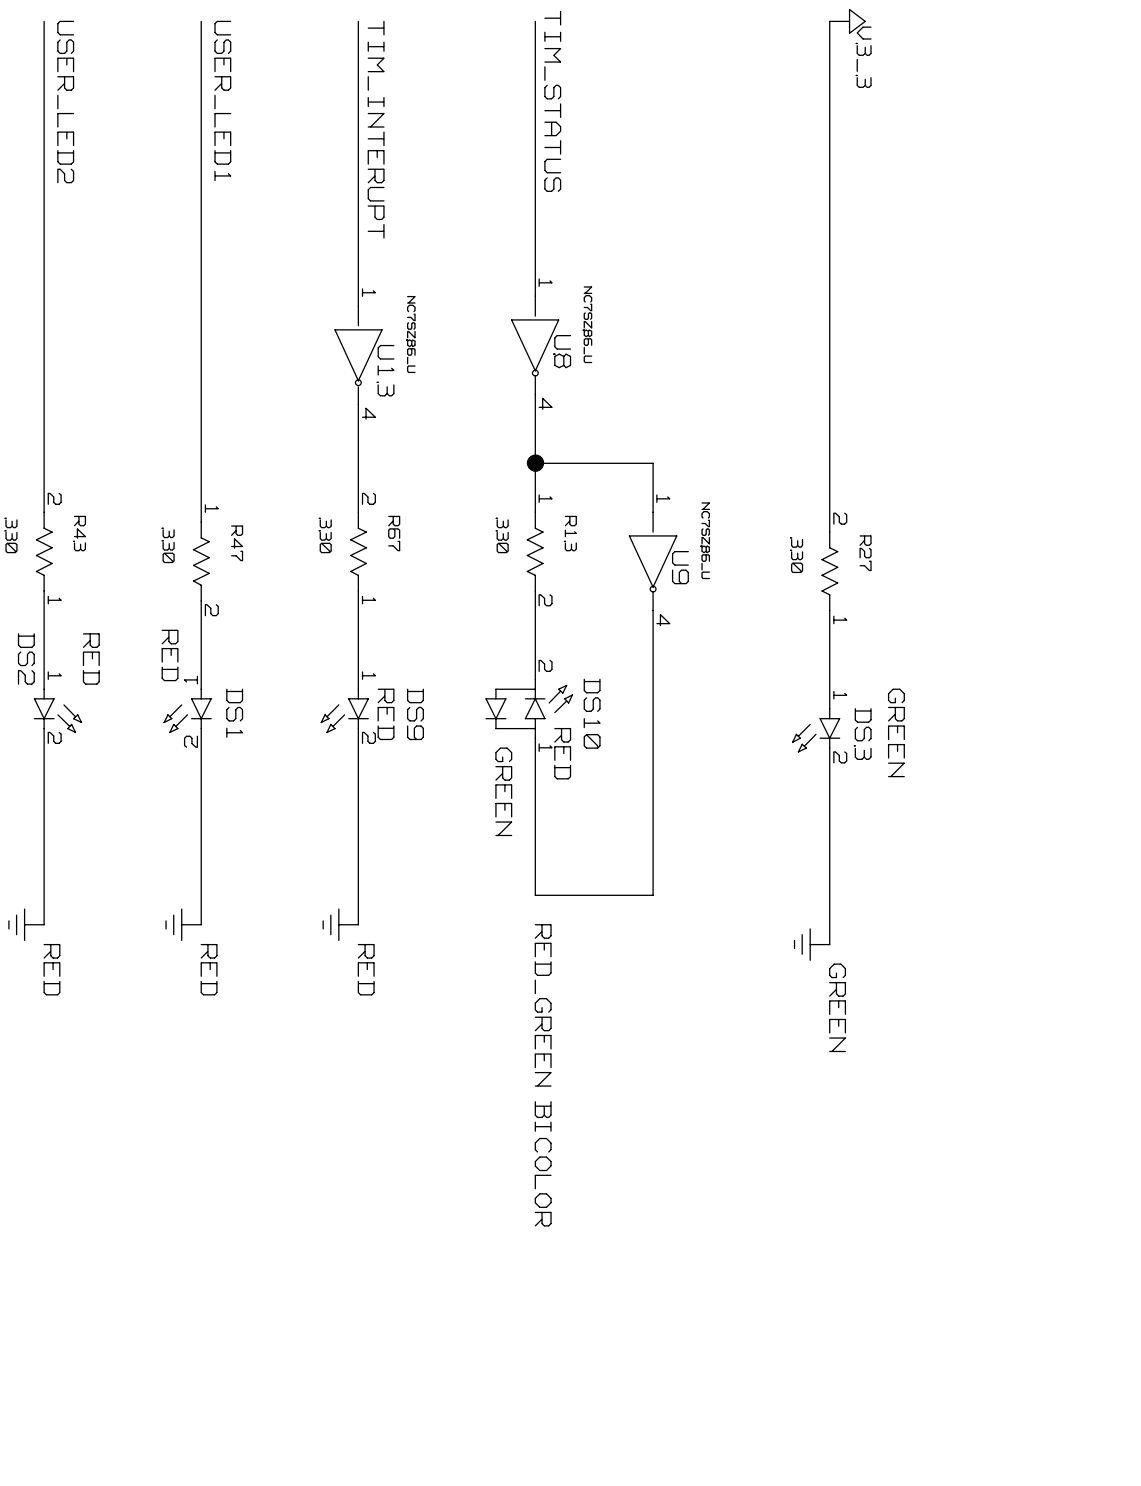 V3_3
2
R27
330
1
1
GREEN
DS3
2
GREEN
TIM_STATUS
1
NC7SZ86_U
U8
4
1
NC7SZ86_U
U9
4
1
R13
330
2
2
DS10
RED
1
GREEN
RED_GREEN BICOLOR
TIM_INTERUPT
1
NC7SZ86_U
U13
4
2
R67
330
1
1
DS9
RED
2
RED
USER_LED1
1
R47
330
2
RED
1
DS1
2
RED
USER_LED2
2
R43
330
1
RED
1
DS2
2
RED